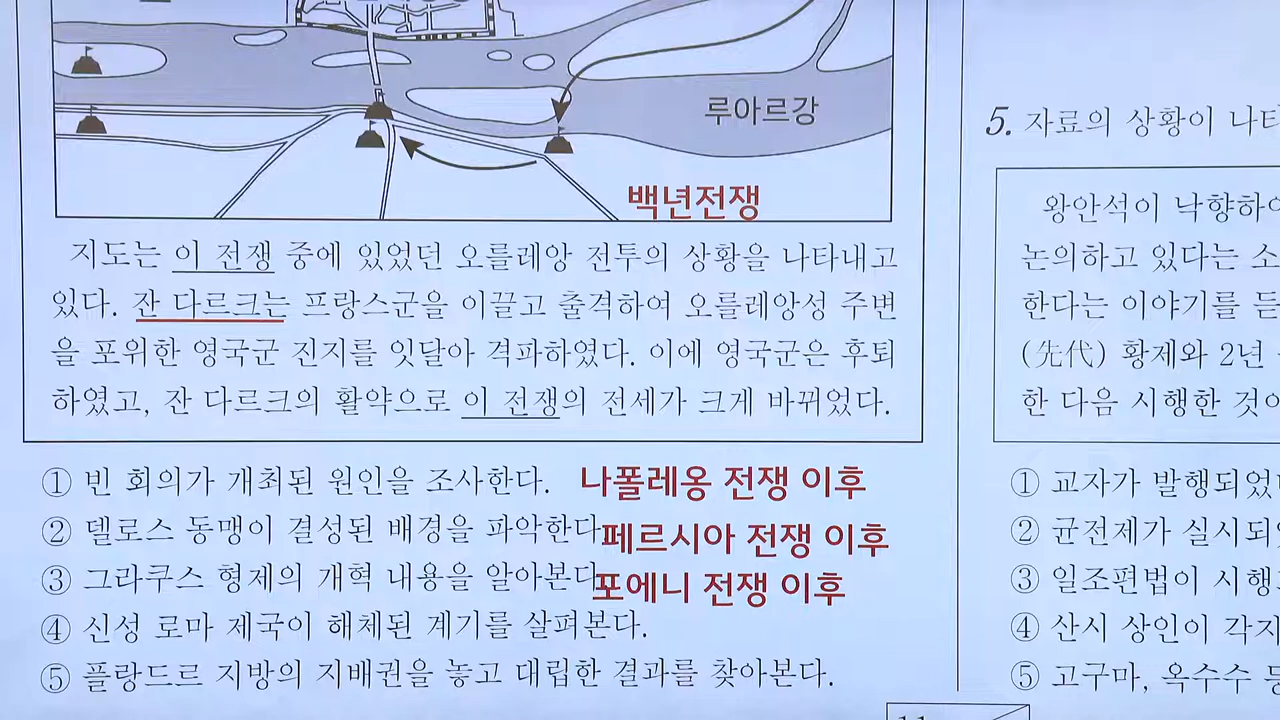 루아르강
백년전쟁
지도는 이 전쟁 중에 있었던 오를레앙 전투의 상황을 나타내고
있다. 잔 다르크는 프랑스군을 이끌고 출격하여 오를레앙성 주변
을 포위한 영국군 진지를 잇달아 격파하였다. 이에 영국군은 후퇴
하였고, 잔 다르크의 활약으로 이 전쟁의 전세가 크게 바뀌었다.
① 빈 회의가 개최된 원인을 조사한다. 나폴레옹 전쟁 이후
② 델로스 동맹이 결성된 배경을 파악한다. 페르시아 전쟁 이후
③ 그라쿠스 형제의 개혁 내용을 알아본다. 포에니 전쟁 이후
④ 신성 로마 제국이 해체된 계기를 살펴본다.
⑤ 플랑드르 지방의 지배권을 놓고 대립한 결과를 찾아본다.
5. 자료의 상황이 나타
왕안석이 낙향하여
논의하고 있다는 소
한다는 이야기를 듣
(先代) 황제와 2년
한 다음 시행한 것이
① 교자가 발행되었
② 균전제가 실시되
③ 일조편법이 시행
④ 산시 상인이 각지
⑤ 고구마, 옥수수 등